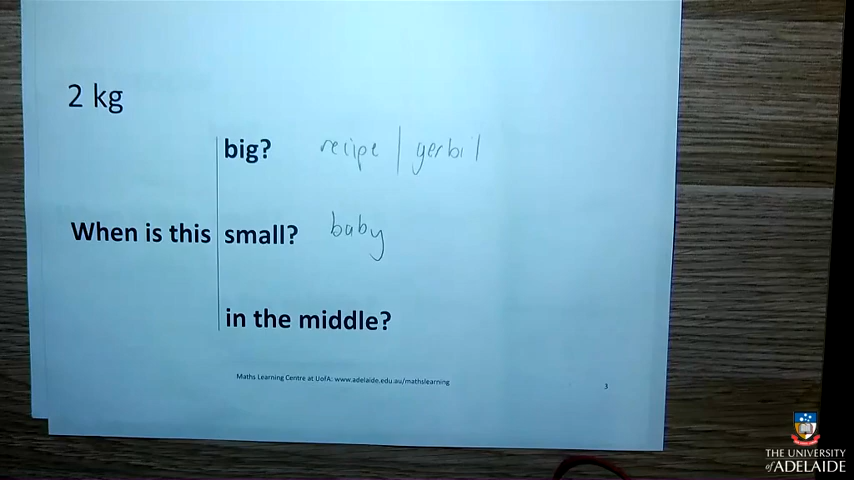 2 kg
big? recipe | gerbil
When is this small? baby
in the middle?
Maths Learning Centre at UofA: www.adelaide.edu.au/mathslearning 3
THE UNIVERSITY
of ADELAIDE